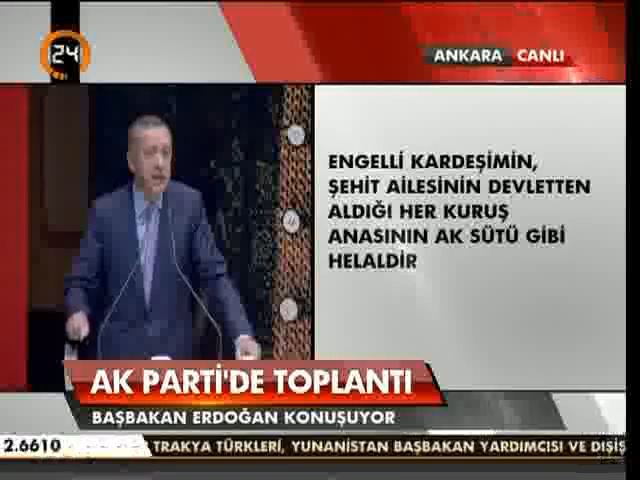 24
ANKARA CANLI
ENGELLİ KARDEŞİMİN,
ŞEHİT AİLESİNİN DEVLETTEN
ALDIĞI HER KURUŞ
ANASININ AK SÜTÜ GİBİ
HELALDİR
AK PARTİ'DE TOPLANTI
BAŞBAKAN ERDOĞAN KONUŞUYOR
2.6610 TRAKYA TÜRKLERİ, YUNANİSTAN BAŞBAKAN YARDIMCISI VE DIŞİŞ